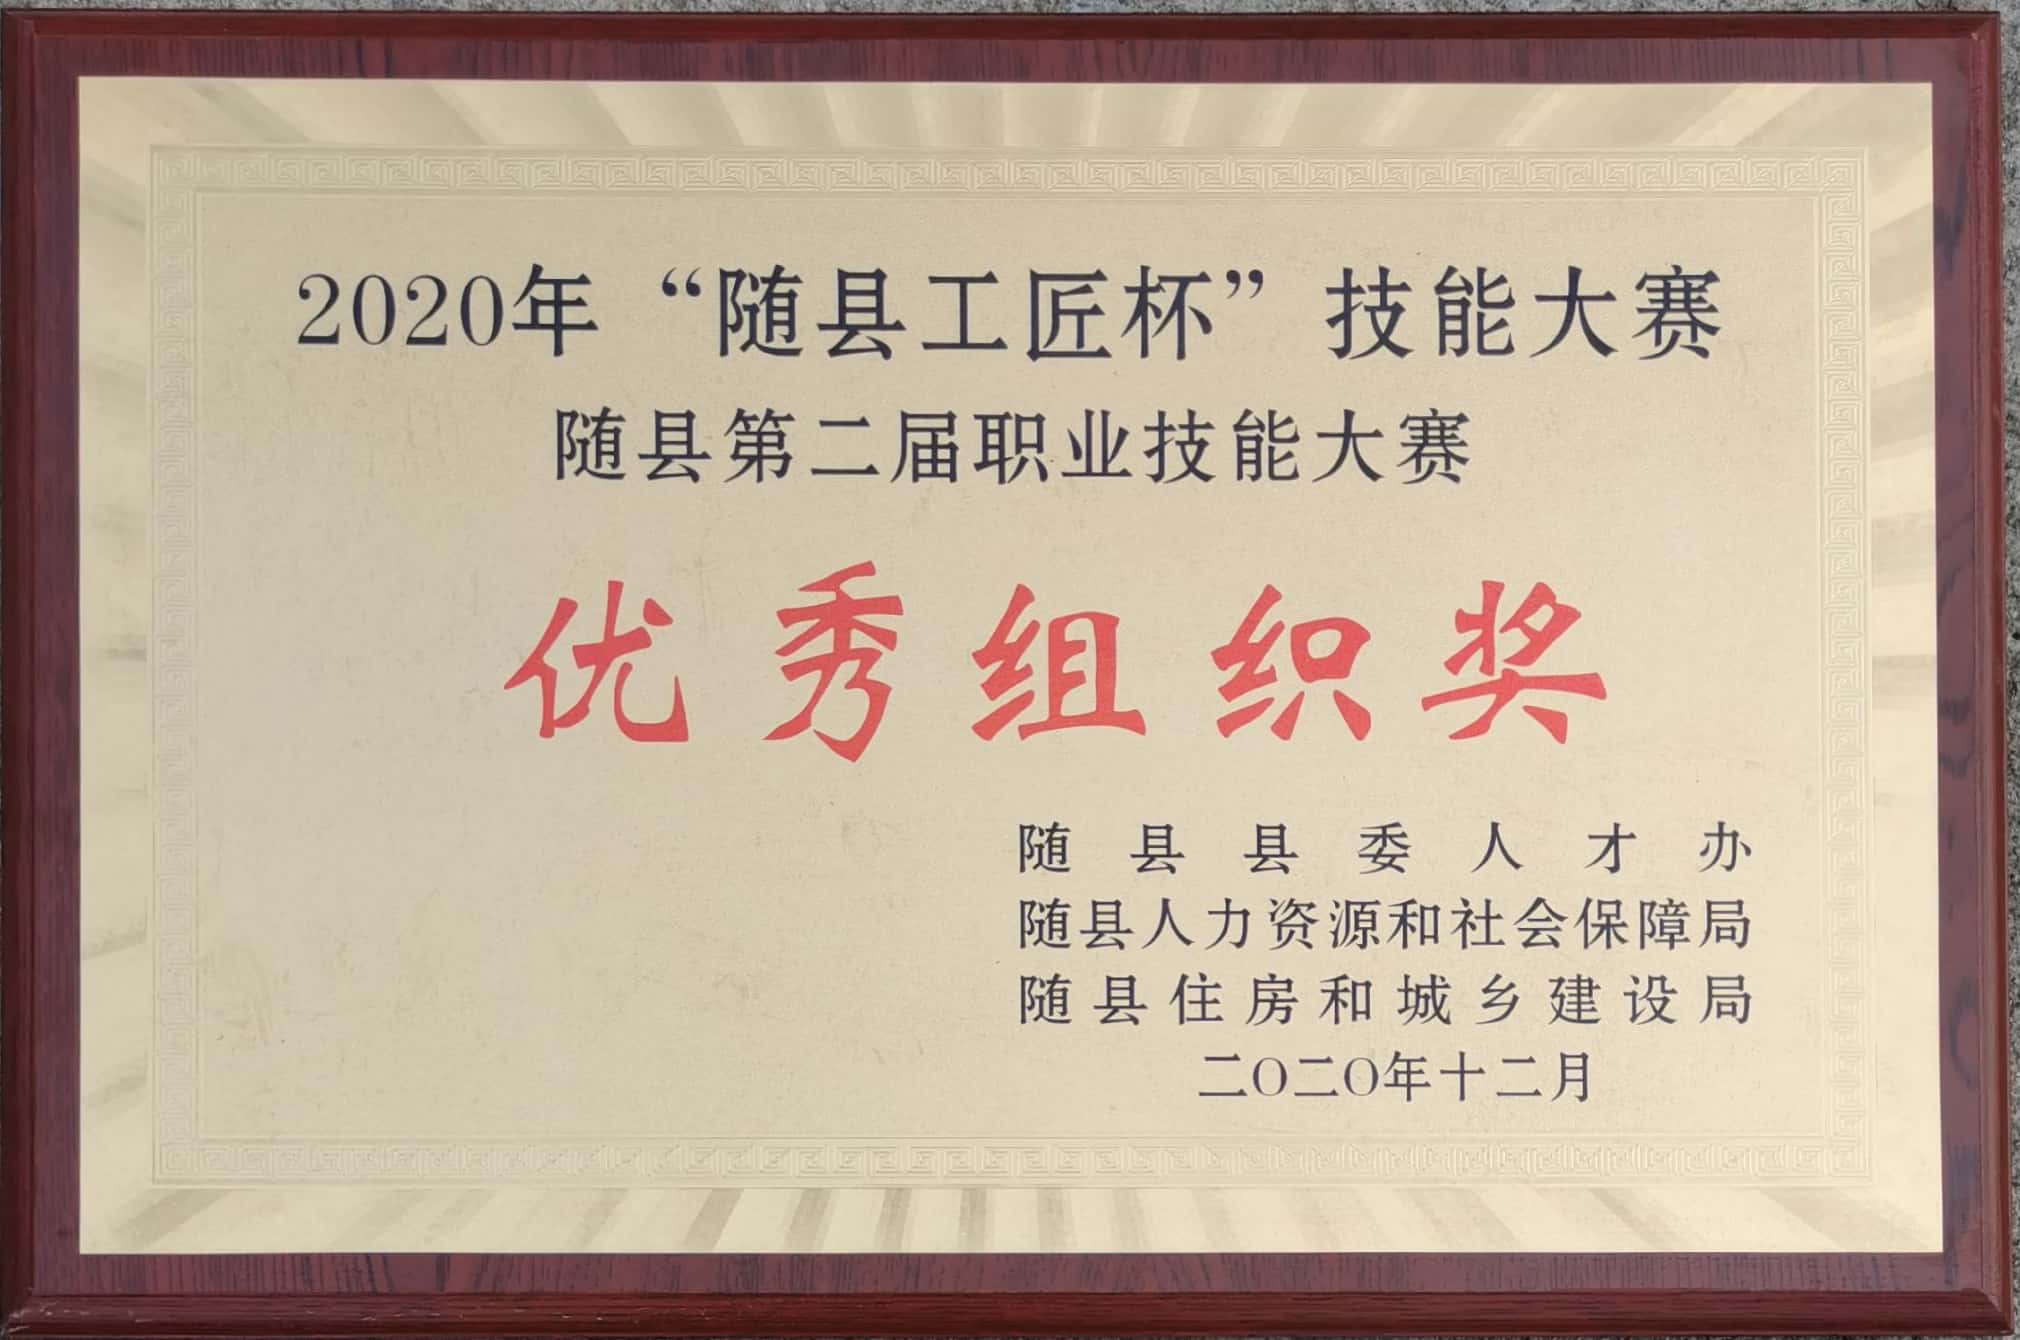 2020年“随县工匠杯”技能大赛
随县第二届职业技能大赛
优秀组织奖
随县县委人才办
随县人力资源和社会保障局
随县住房和城乡建设局
二〇二〇年十二月